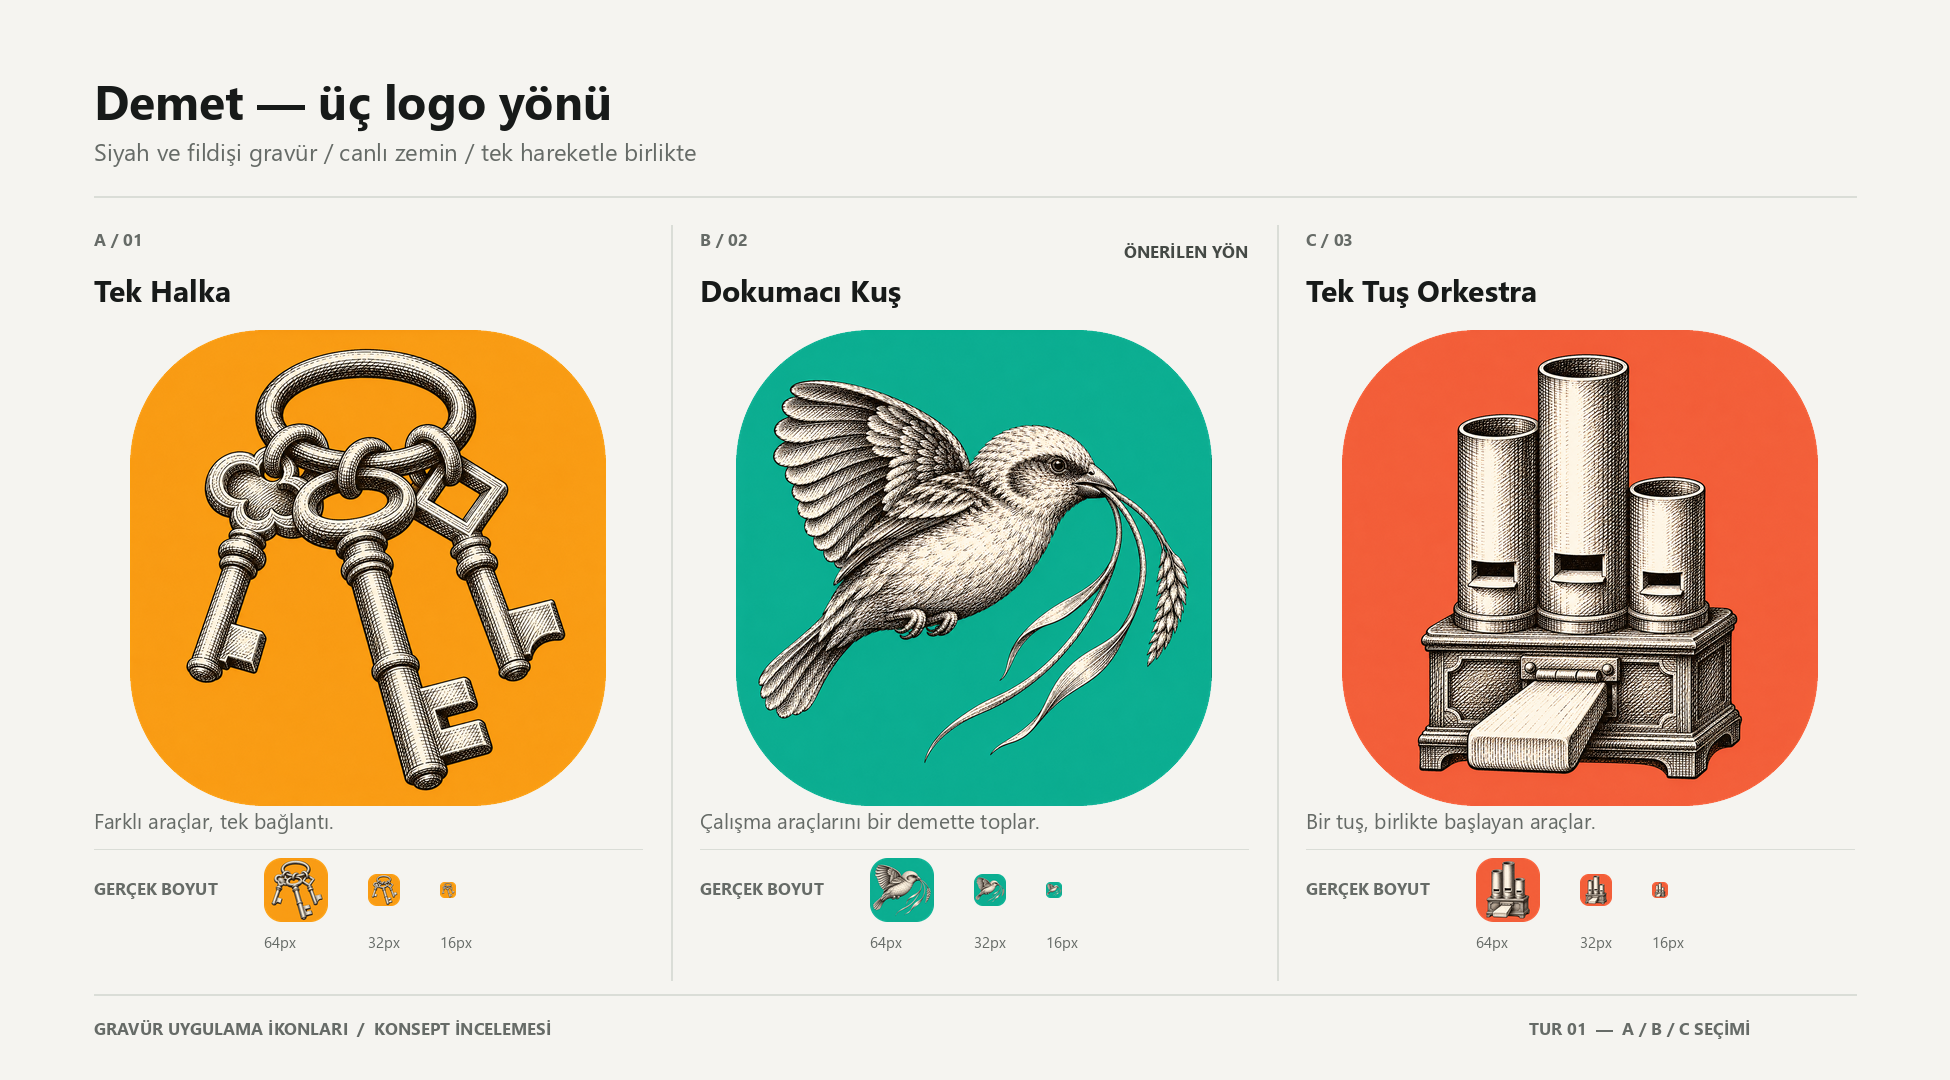 Demet — üç logo yönü
Siyah ve fildişi gravür / canlı zemin / tek hareketle birlikte
A / 01
Tek Halka
Farklı araçlar, tek bağlantı.
GERÇEK BOYUT
64px
32px
16px
B / 02
ÖNERİLEN YÖN
Dokumacı Kuş
Çalışma araçlarını bir demette toplar.
GERÇEK BOYUT
64px
32px
16px
C / 03
Tek Tuş Orkestra
Bir tuş, birlikte başlayan araçlar.
GERÇEK BOYUT
64px
32px
16px
GRAVÜR UYGULAMA İKONLARI / KONSEPT İNCELEMESİ
TUR 01 — A / B / C SEÇİMİ